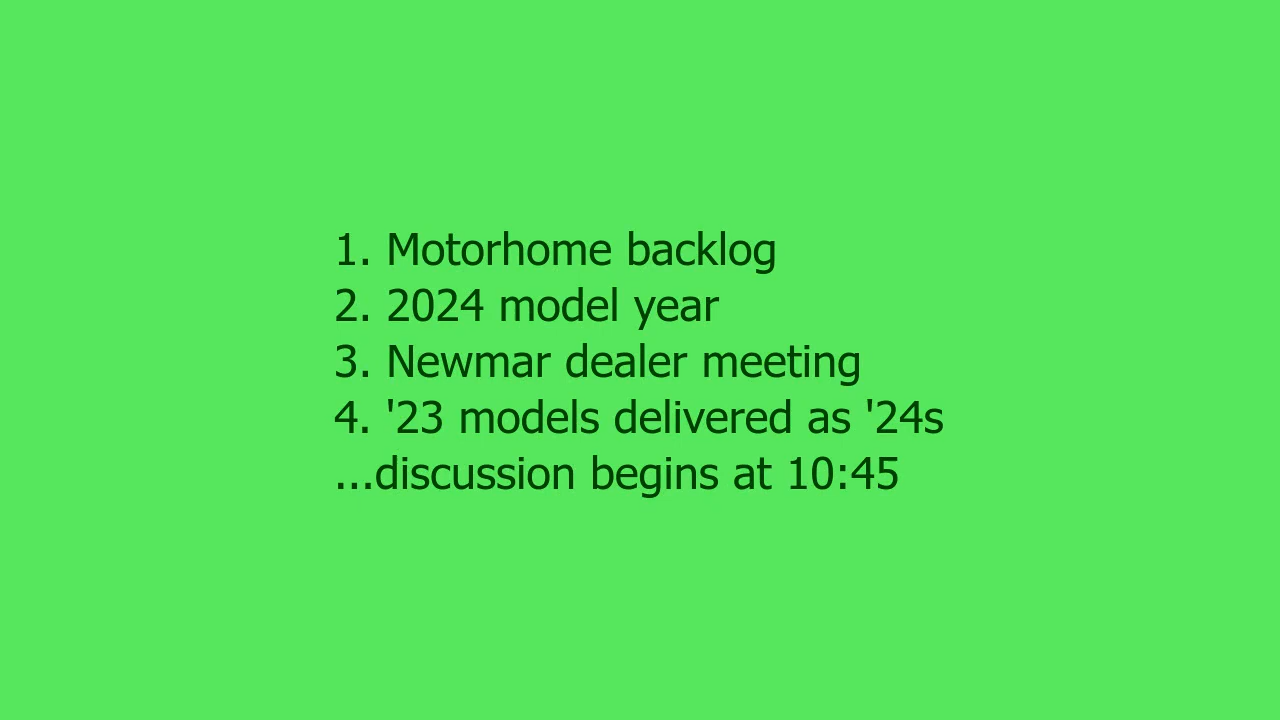 1. Motorhome backlog
2. 2024 model year
3. Newmar dealer meeting
4. '23 models delivered as '24s
...discussion begins at 10:45